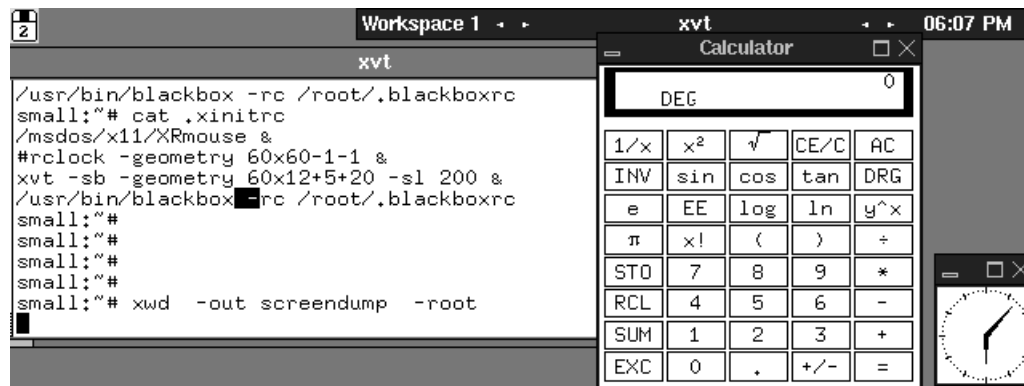 2
Workspace 1
xvt
06:07 PM
xvt
/usr/bin/blackbox -rc /root/.blackboxrc
small:~# cat .xinitrc
/msdos/x11/XRmouse &
#rclock -geometry 60x60-1-1 &
xvt -sb -geometry 60x12+5+20 -sl 200 &
/usr/bin/blackbox -rc /root/.blackboxrc
small:~#
small:~#
small:~#
small:~#
small:~# xwd  -out screendump  -root
Calculator
0
DEG
1/x x² √ CE/C AC
INV sin cos tan DRG
e EE log ln y^x
π x! ( ) ÷
STO 7 8 9 *
RCL 4 5 6 -
SUM 1 2 3 +
EXC 0 . +/- =